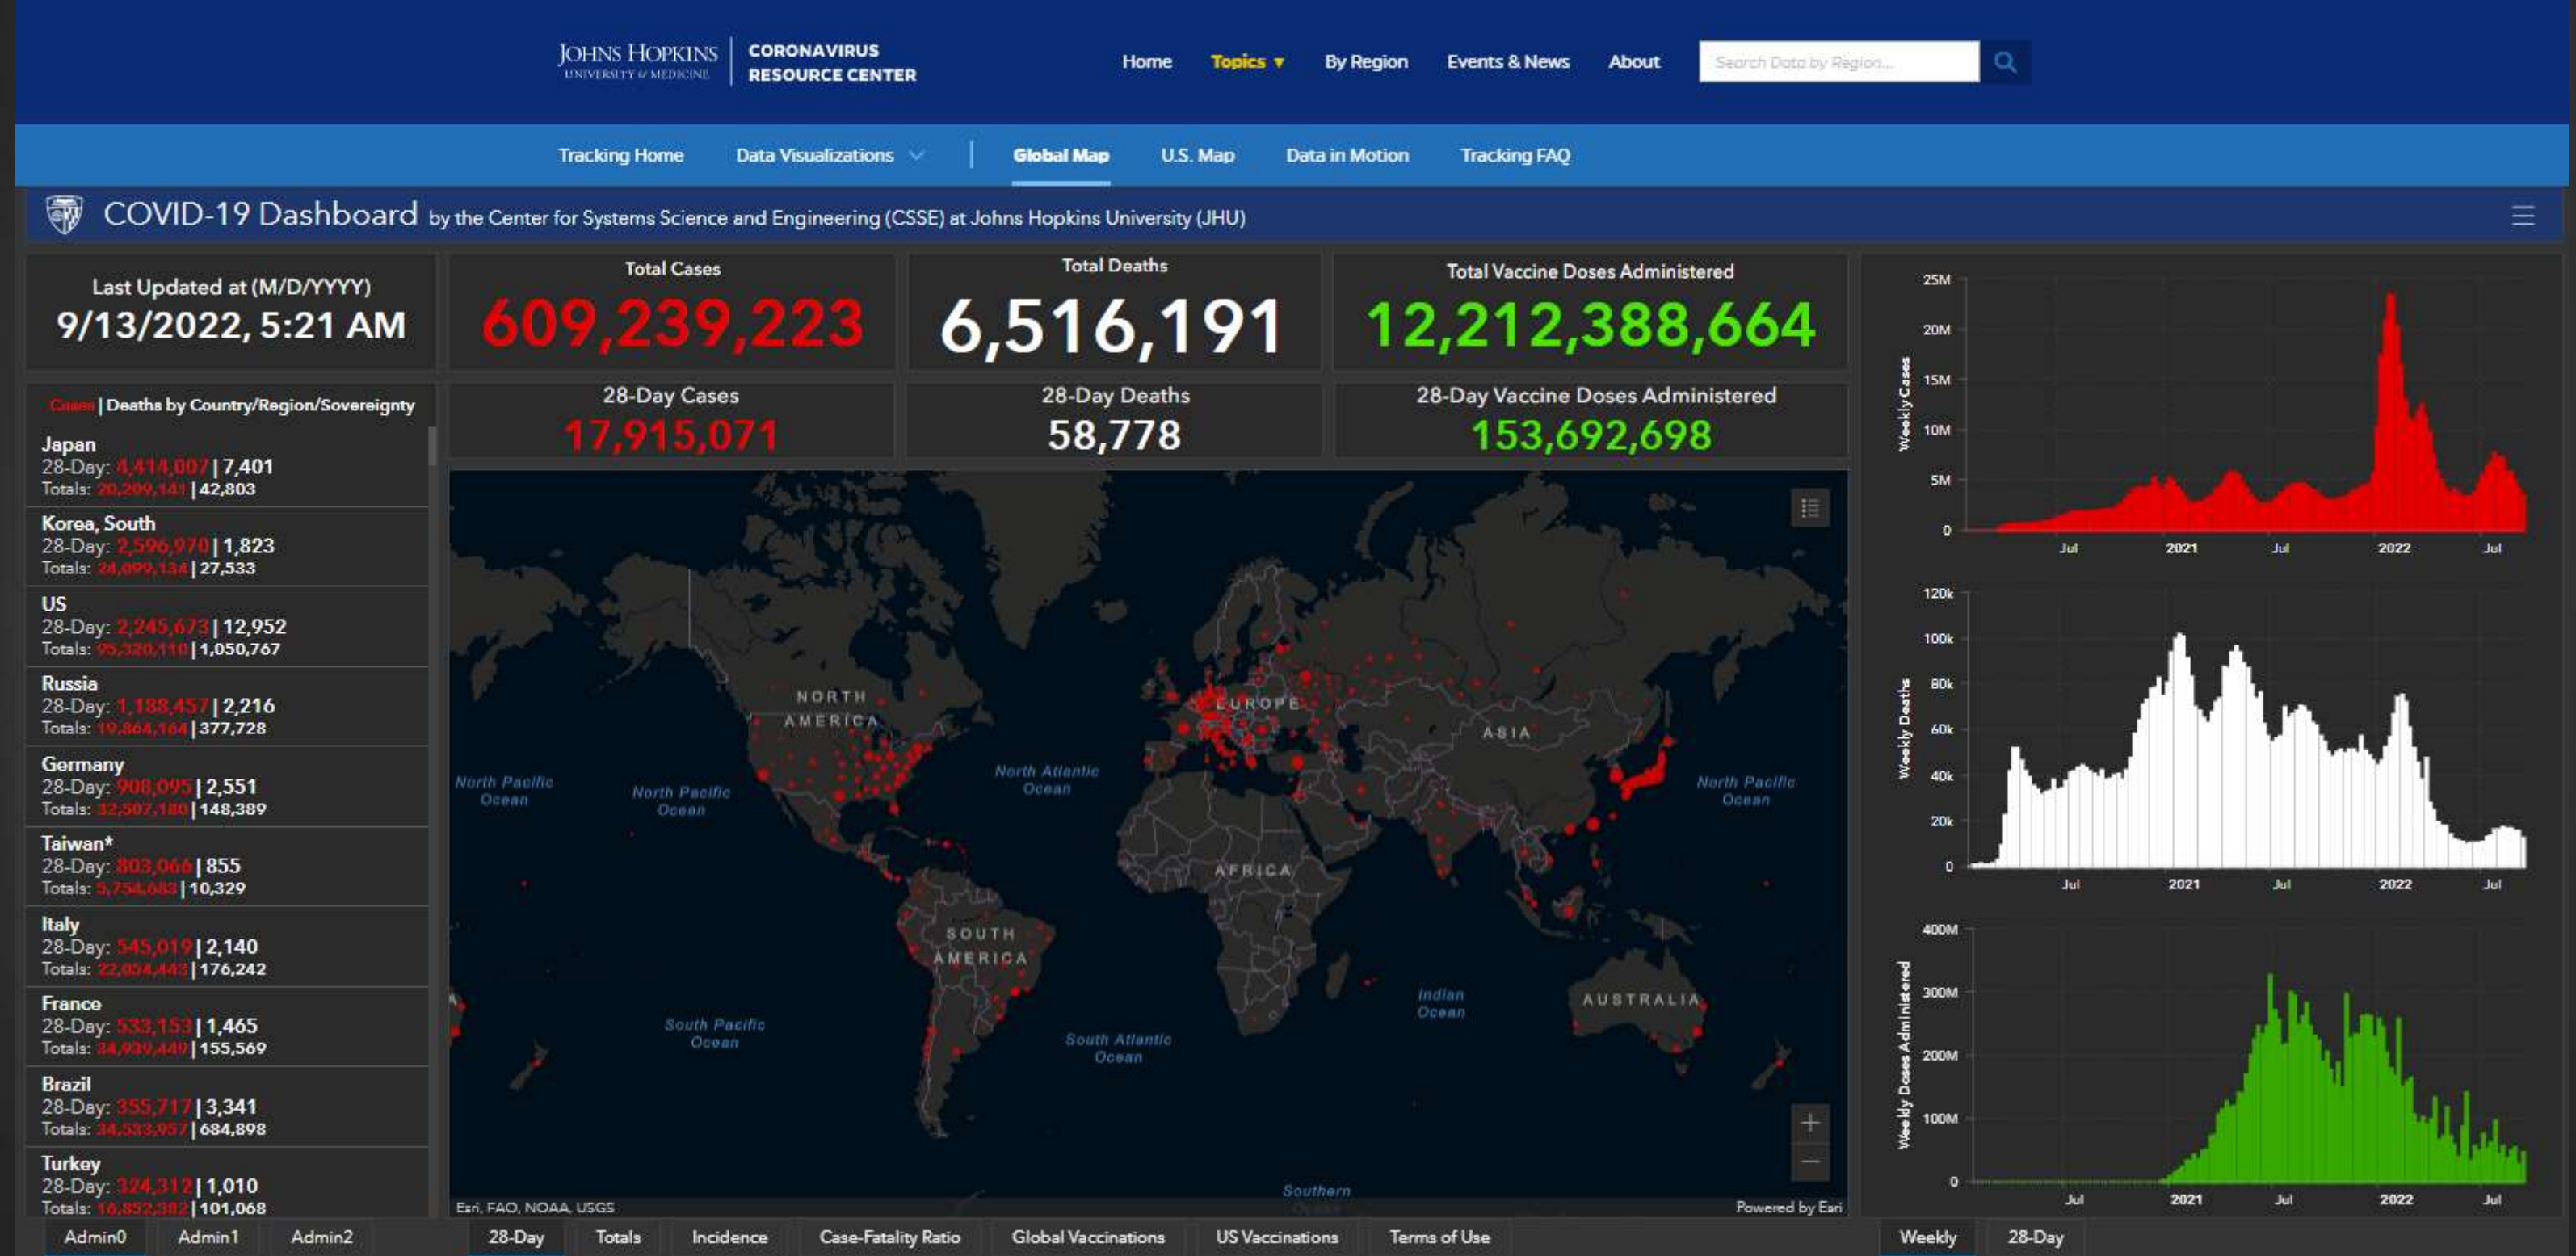 JOHNS HOPKINS
UNIVERSITY & MEDICINE
CORONAVIRUS
RESOURCE CENTER
Home
Topics ▼
By Region
Events & News
About
Search Data by Region...
Tracking Home
Data Visualizations
Global Map
U.S. Map
Data in Motion
Tracking FAQ
COVID-19 Dashboard by the Center for Systems Science and Engineering (CSSE) at Johns Hopkins University (JHU)
Last Updated at (M/D/YYYY)
9/13/2022, 5:21 AM
Total Cases
609,239,223
Total Deaths
6,516,191
Total Vaccine Doses Administered
12,212,388,664
28-Day Cases
17,915,071
28-Day Deaths
58,778
28-Day Vaccine Doses Administered
153,692,698
Cases | Deaths by Country/Region/Sovereignty
Japan
28-Day: 4,414,007 | 7,401
Totals: 20,209,141 | 42,803
Korea, South
28-Day: 2,596,970 | 1,823
Totals: 24,099,134 | 27,533
US
28-Day: 2,245,673 | 12,952
Totals: 95,320,110 | 1,050,767
Russia
28-Day: 1,188,457 | 2,216
Totals: 19,864,164 | 377,728
Germany
28-Day: 908,095 | 2,551
Totals: 32,507,180 | 148,389
Taiwan*
28-Day: 803,066 | 855
Totals: 5,754,683 | 10,329
Italy
28-Day: 545,019 | 2,140
Totals: 22,054,443 | 176,242
France
28-Day: 533,153 | 1,465
Totals: 34,939,449 | 155,569
Brazil
28-Day: 355,717 | 3,341
Totals: 34,533,957 | 684,898
Turkey
28-Day: 324,312 | 1,010
Totals: 16,852,382 | 101,068
Admin0
Admin1
Admin2
NORTH
AMERICA
EUROPE
ASIA
North Pacific
Ocean
North Pacific
Ocean
North Atlantic
Ocean
North Pacific
Ocean
AFRICA
SOUTH
AMERICA
Indian
Ocean
AUSTRALIA
South Pacific
Ocean
South Atlantic
Ocean
Southern
Esri, FAO, NOAA, USGS
Powered by Esri
28-Day
Totals
Incidence
Case-Fatality Ratio
Global Vaccinations
US Vaccinations
Terms of Use
Weekly Cases
25M
20M
15M
10M
5M
0
Jul
2021
Jul
2022
Jul
Weekly Deaths
120k
100k
80k
60k
40k
20k
0
Jul
2021
Jul
2022
Jul
Weekly Doses Administered
400M
300M
200M
100M
0
Jul
2021
Jul
2022
Jul
Weekly
28-Day